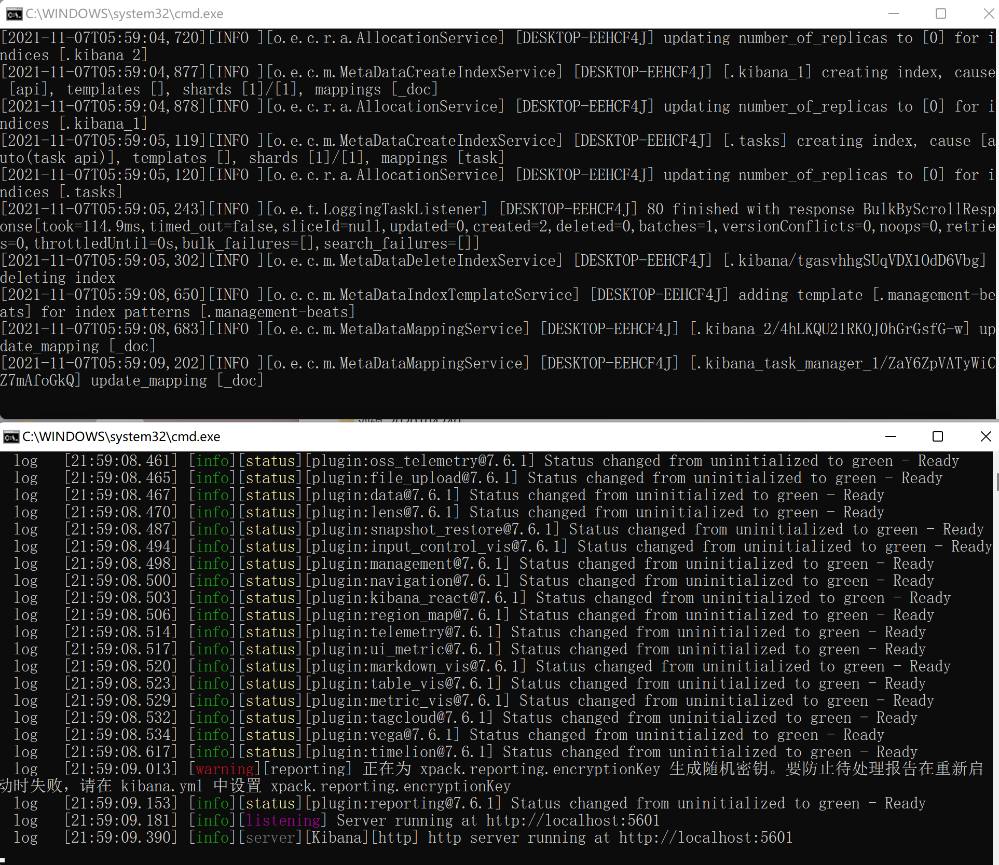 C:\WINDOWS\system32\cmd.exe
[2021-11-07T05:59:04,720][INFO ][o.e.c.r.a.AllocationService] [DESKTOP-EEHCF4J] updating number_of_replicas to [0] for i
ndices [.kibana_2]
[2021-11-07T05:59:04,877][INFO ][o.e.c.m.MetaDataCreateIndexService] [DESKTOP-EEHCF4J] [.kibana_1] creating index, cause
 [api], templates [], shards [1]/[1], mappings [_doc]
[2021-11-07T05:59:04,878][INFO ][o.e.c.r.a.AllocationService] [DESKTOP-EEHCF4J] updating number_of_replicas to [0] for i
ndices [.kibana_1]
[2021-11-07T05:59:05,119][INFO ][o.e.c.m.MetaDataCreateIndexService] [DESKTOP-EEHCF4J] [.tasks] creating index, cause [a
uto(task api)], templates [], shards [1]/[1], mappings [task]
[2021-11-07T05:59:05,120][INFO ][o.e.c.r.a.AllocationService] [DESKTOP-EEHCF4J] updating number_of_replicas to [0] for i
ndices [.tasks]
[2021-11-07T05:59:05,243][INFO ][o.e.t.LoggingTaskListener] [DESKTOP-EEHCF4J] 80 finished with response BulkByScrollResp
onse[took=114.9ms,timed_out=false,sliceId=null,updated=0,created=2,deleted=0,batches=1,versionConflicts=0,noops=0,retrie
s=0,throttledUntil=0s,bulk_failures=[],search_failures=[]]
[2021-11-07T05:59:05,302][INFO ][o.e.c.m.MetaDataDeleteIndexService] [DESKTOP-EEHCF4J] [.kibana/tgasvhhgSUqVDX1OdD6Vbg]
deleting index
[2021-11-07T05:59:08,650][INFO ][o.e.c.m.MetaDataIndexTemplateService] [DESKTOP-EEHCF4J] adding template [.management-be
ats] for index patterns [.management-beats]
[2021-11-07T05:59:08,683][INFO ][o.e.c.m.MetaDataMappingService] [DESKTOP-EEHCF4J] [.kibana_2/4hLKQU21RKOJ0hGrGsfG-w] up
date_mapping [_doc]
[2021-11-07T05:59:09,202][INFO ][o.e.c.m.MetaDataMappingService] [DESKTOP-EEHCF4J] [.kibana_task_manager_1/ZaY6ZpVATyWiC
Z7mAfoGkQ] update_mapping [_doc]
C:\WINDOWS\system32\cmd.exe
log [21:59:08.461] [info][status][plugin:oss_telemetry@7.6.1] Status changed from uninitialized to green - Ready
log [21:59:08.465] [info][status][plugin:file_upload@7.6.1] Status changed from uninitialized to green - Ready
log [21:59:08.467] [info][status][plugin:data@7.6.1] Status changed from uninitialized to green - Ready
log [21:59:08.470] [info][status][plugin:lens@7.6.1] Status changed from uninitialized to green - Ready
log [21:59:08.487] [info][status][plugin:snapshot_restore@7.6.1] Status changed from uninitialized to green - Ready
log [21:59:08.494] [info][status][plugin:input_control_vis@7.6.1] Status changed from uninitialized to green - Ready
log [21:59:08.498] [info][status][plugin:management@7.6.1] Status changed from uninitialized to green - Ready
log [21:59:08.500] [info][status][plugin:navigation@7.6.1] Status changed from uninitialized to green - Ready
log [21:59:08.503] [info][status][plugin:kibana_react@7.6.1] Status changed from uninitialized to green - Ready
log [21:59:08.506] [info][status][plugin:region_map@7.6.1] Status changed from uninitialized to green - Ready
log [21:59:08.514] [info][status][plugin:telemetry@7.6.1] Status changed from uninitialized to green - Ready
log [21:59:08.517] [info][status][plugin:ui_metric@7.6.1] Status changed from uninitialized to green - Ready
log [21:59:08.520] [info][status][plugin:markdown_vis@7.6.1] Status changed from uninitialized to green - Ready
log [21:59:08.523] [info][status][plugin:table_vis@7.6.1] Status changed from uninitialized to green - Ready
log [21:59:08.529] [info][status][plugin:metric_vis@7.6.1] Status changed from uninitialized to green - Ready
log [21:59:08.532] [info][status][plugin:tagcloud@7.6.1] Status changed from uninitialized to green - Ready
log [21:59:08.534] [info][status][plugin:vega@7.6.1] Status changed from uninitialized to green - Ready
log [21:59:08.617] [info][status][plugin:timelion@7.6.1] Status changed from uninitialized to green - Ready
log [21:59:09.013] [warning][reporting] 正在为 xpack.reporting.encryptionKey 生成随机密钥。要防止待处理报告在重新启
动时失败，请在 kibana.yml 中设置 xpack.reporting.encryptionKey
log [21:59:09.153] [info][status][plugin:reporting@7.6.1] Status changed from uninitialized to green - Ready
log [21:59:09.181] [info][listening] Server running at http://localhost:5601
log [21:59:09.390] [info][server][Kibana][http] http server running at http://localhost:5601